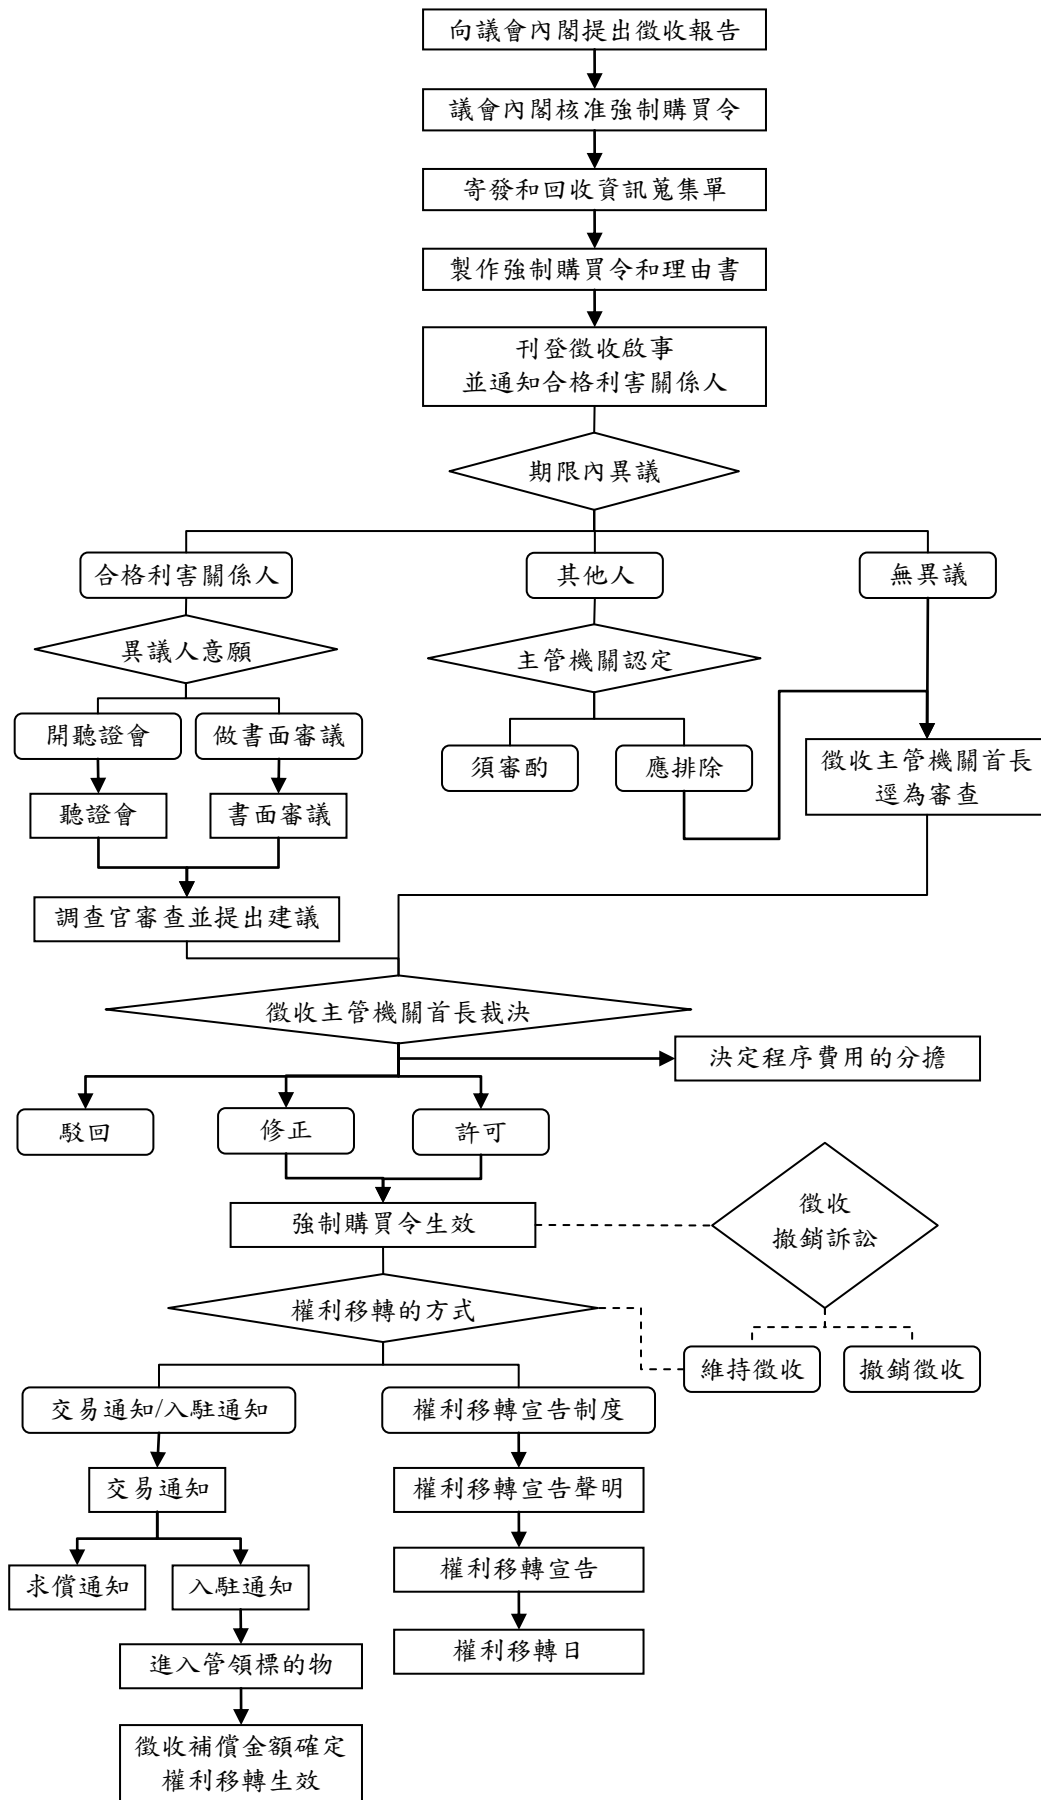 向議會內閣提出徵收報告
議會內閣核准強制購買令
寄發和回收資訊蒐集單
製作強制購買令和理由書
刊登徵收啟事
並通知合格利害關係人
期限內異議
合格利害關係人
其他人
無異議
異議人意願
主管機關認定
開聽證會
做書面審議
須審酌
應排除
徵收主管機關首長
逕為審查
聽證會
書面審議
調查官審查並提出建議
徵收主管機關首長裁決
決定程序費用的分擔
駁回
修正
許可
強制購買令生效
徵收
撤銷訴訟
權利移轉的方式
維持徵收
撤銷徵收
交易通知/入駐通知
權利移轉宣告制度
交易通知
權利移轉宣告聲明
求償通知
入駐通知
權利移轉宣告
進入管領標的物
權利移轉日
徵收補償金額確定
權利移轉生效